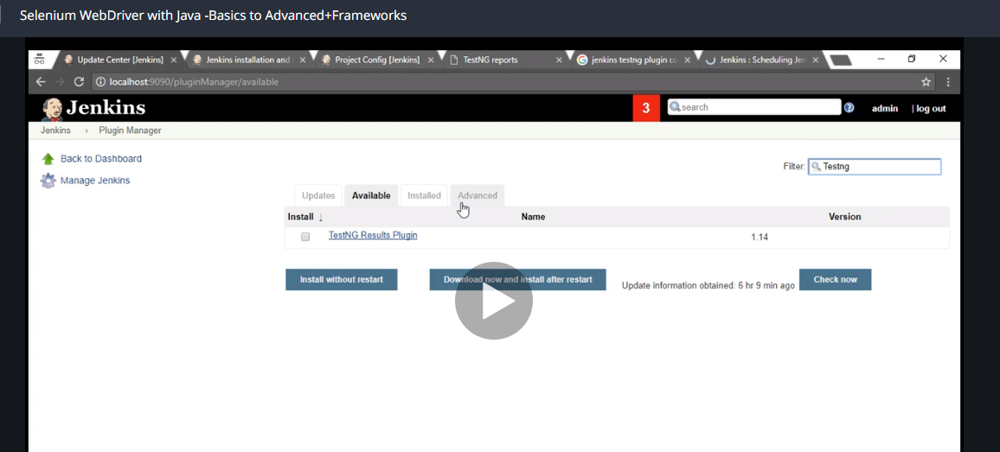 Selenium WebDriver with Java -Basics to Advanced+Frameworks
Update Center [Jenkins]
Jenkins installation and
Project Config [Jenkins]
TestNG reports
jenkins testng plugin co
Jenkins : Scheduling Jen
localhost:9090/pluginManager/available
Jenkins
3
search
admin
| log out
Jenkins
Plugin Manager
Back to Dashboard
Manage Jenkins
Filter:
Testng
Updates
Available
Installed
Advanced
Install ↓
Name
Version
TestNG Results Plugin
1.14
Install without restart
Download now and install after restart
Update information obtained: 6 hr 9 min ago
Check now